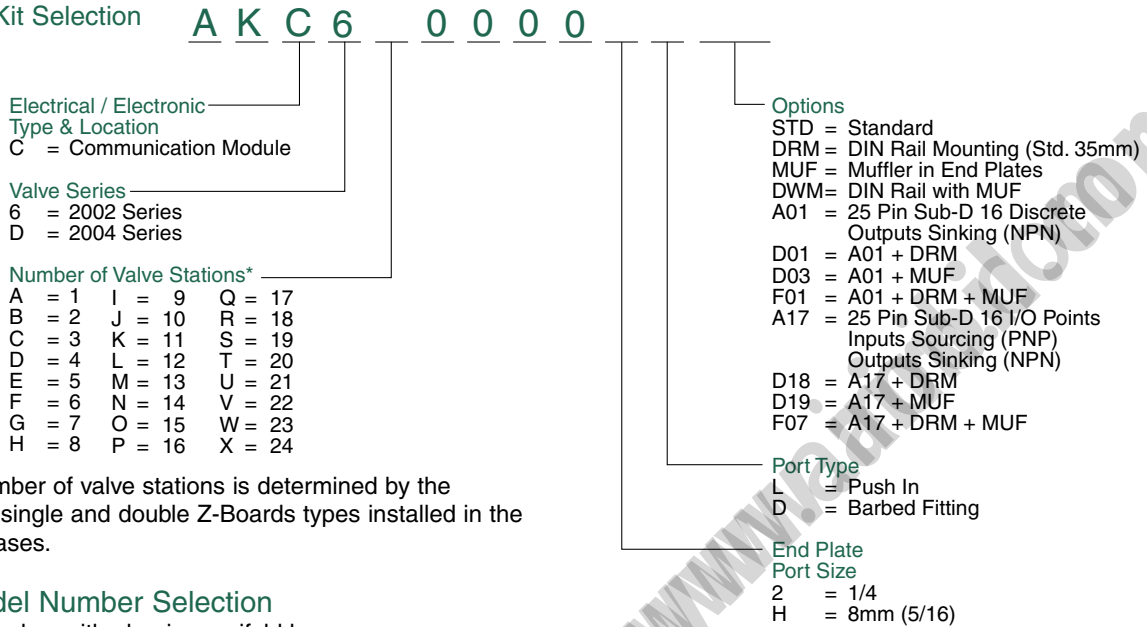 Kit Selection
A K C 6 _ 0 0 0 0 _ _ _
Electrical / Electronic
Type & Location
C = Communication Module
Valve Series
6 = 2002 Series
D = 2004 Series
Number of Valve Stations*
A = 1 I = 9 Q = 17
B = 2 J = 10 R = 18
C = 3 K = 11 S = 19
D = 4 L = 12 T = 20
E = 5 M = 13 U = 21
F = 6 N = 14 V = 22
G = 7 O = 15 W = 23
H = 8 P = 16 X = 24
mber of valve stations is determined by the
single and double Z-Boards types installed in the
ases.
del Number Selection
Options
STD = Standard
DRM = DIN Rail Mounting (Std. 35mm)
MUF = Muffler in End Plates
DWM= DIN Rail with MUF
A01 = 25 Pin Sub-D 16 Discrete
Outputs Sinking (NPN)
D01 = A01 + DRM
D03 = A01 + MUF
F01 = A01 + DRM + MUF
A17 = 25 Pin Sub-D 16 I/O Points
Inputs Sourcing (PNP)
Outputs Sinking (NPN)
D18 = A17 + DRM
D19 = A17 + MUF
F07 = A17 + DRM + MUF
Port Type
L = Push In
D = Barbed Fitting
End Plate
Port Size
2 = 1/4
H = 8mm (5/16)